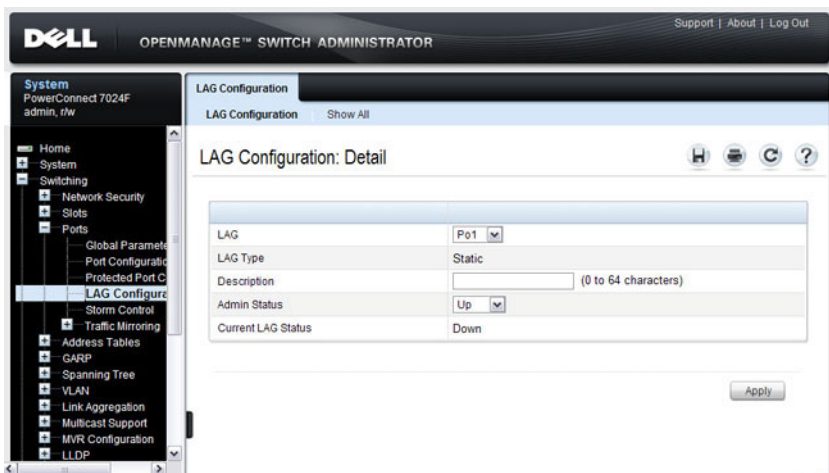 Support | About | Log Out
DELL
OPENMANAGE™ SWITCH ADMINISTRATOR
System
PowerConnect 7024F
admin, r/w
Home
System
Switching
Network Security
Slots
Ports
Global Paramete
Port Configuratio
Protected Port C
LAG Configura
Storm Control
Traffic Mirroring
Address Tables
GARP
Spanning Tree
VLAN
Link Aggregation
Multicast Support
MVR Configuration
LLDP
LAG Configuration
LAG Configuration Show All
LAG Configuration: Detail
LAG Po1
LAG Type Static
Description (0 to 64 characters)
Admin Status Up
Current LAG Status Down
Apply